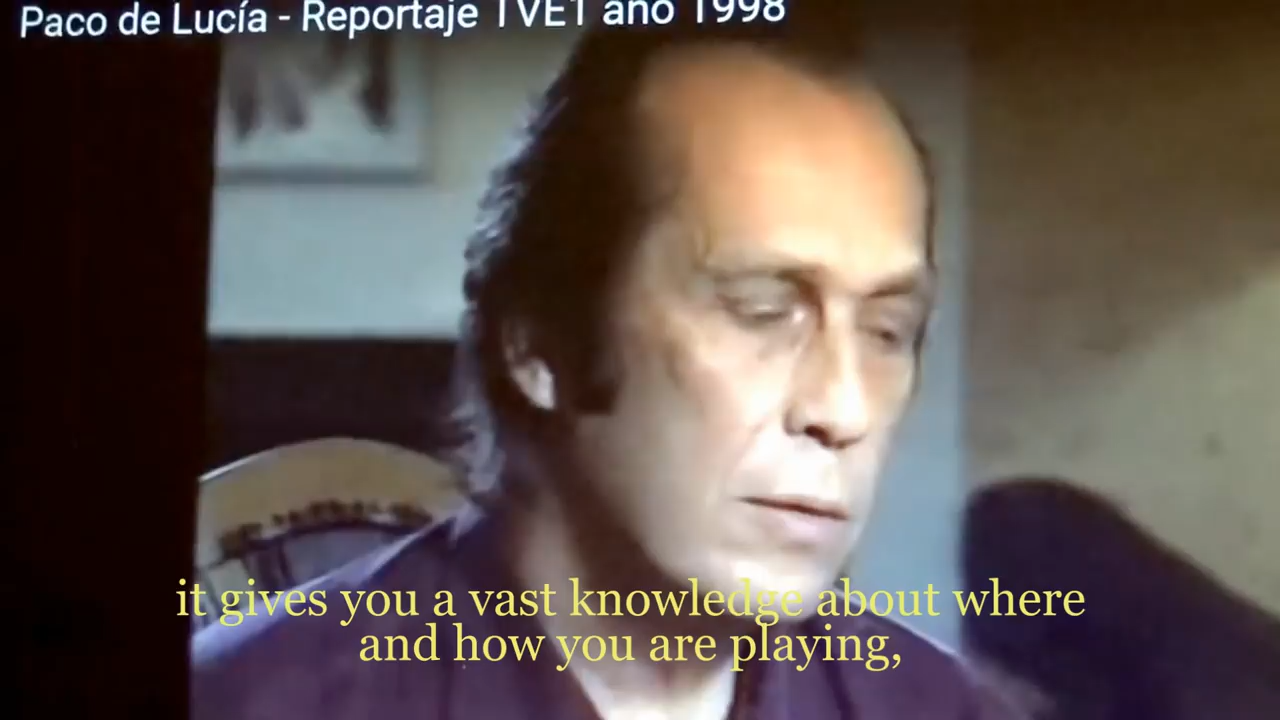 Paco de Lucía - Reportaje TVE1 año 1998
it gives you a vast knowledge about where
and how you are playing,